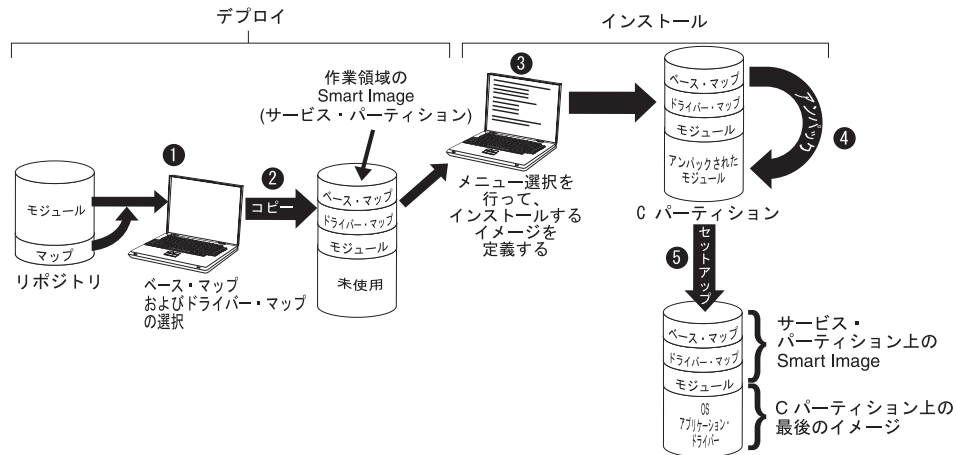 デプロイ
インストール
作業領域の
Smart Image
(サービス・パーティション)
❶
❷
コピー
❸
モジュール
マップ
リポジトリ
ベース・マップ
およびドライバー・マップ
の選択
ベース・マップ
ドライバー・マップ
モジュール
未使用
メニュー選択を
行って、
インストールする
イメージを
定義する
ベース・マップ
ドライバー・マップ
モジュール
アンパックされた
モジュール
C パーティション
アンパック
❹
❺
セットアップ
ベース・マップ
ドライバー・マップ
モジュール
OS
アプリケーション・
ドライバー
サービス・
パーティション上の
Smart Image
C パーティション上の
最後のイメージ